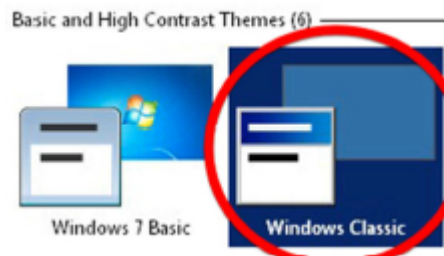 Basic and High Contrast Themes (6)
Windows 7 Basic
Windows Classic